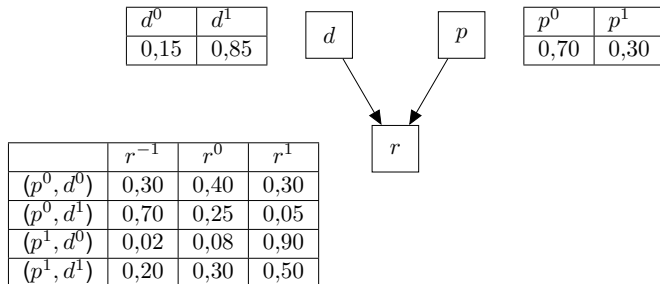 d^0 d^1
0,15 0,85
d
p
p^0 p^1
0,70 0,30
r
r^{-1} r^0 r^1
(p^0, d^0) 0,30 0,40 0,30
(p^0, d^1) 0,70 0,25 0,05
(p^1, d^0) 0,02 0,08 0,90
(p^1, d^1) 0,20 0,30 0,50